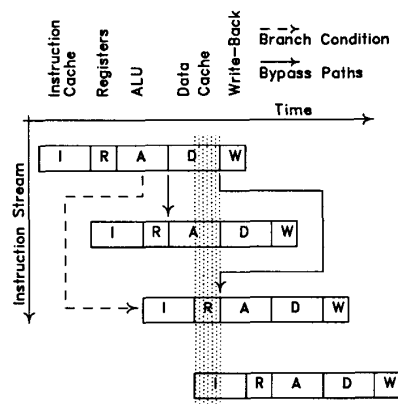 Instruction Cache
Registers
ALU
Data Cache
Write-Back
Branch Condition
Bypass Paths
Time
Instruction Stream
I R A D W
I R A D W
I R A D W
I R A D W